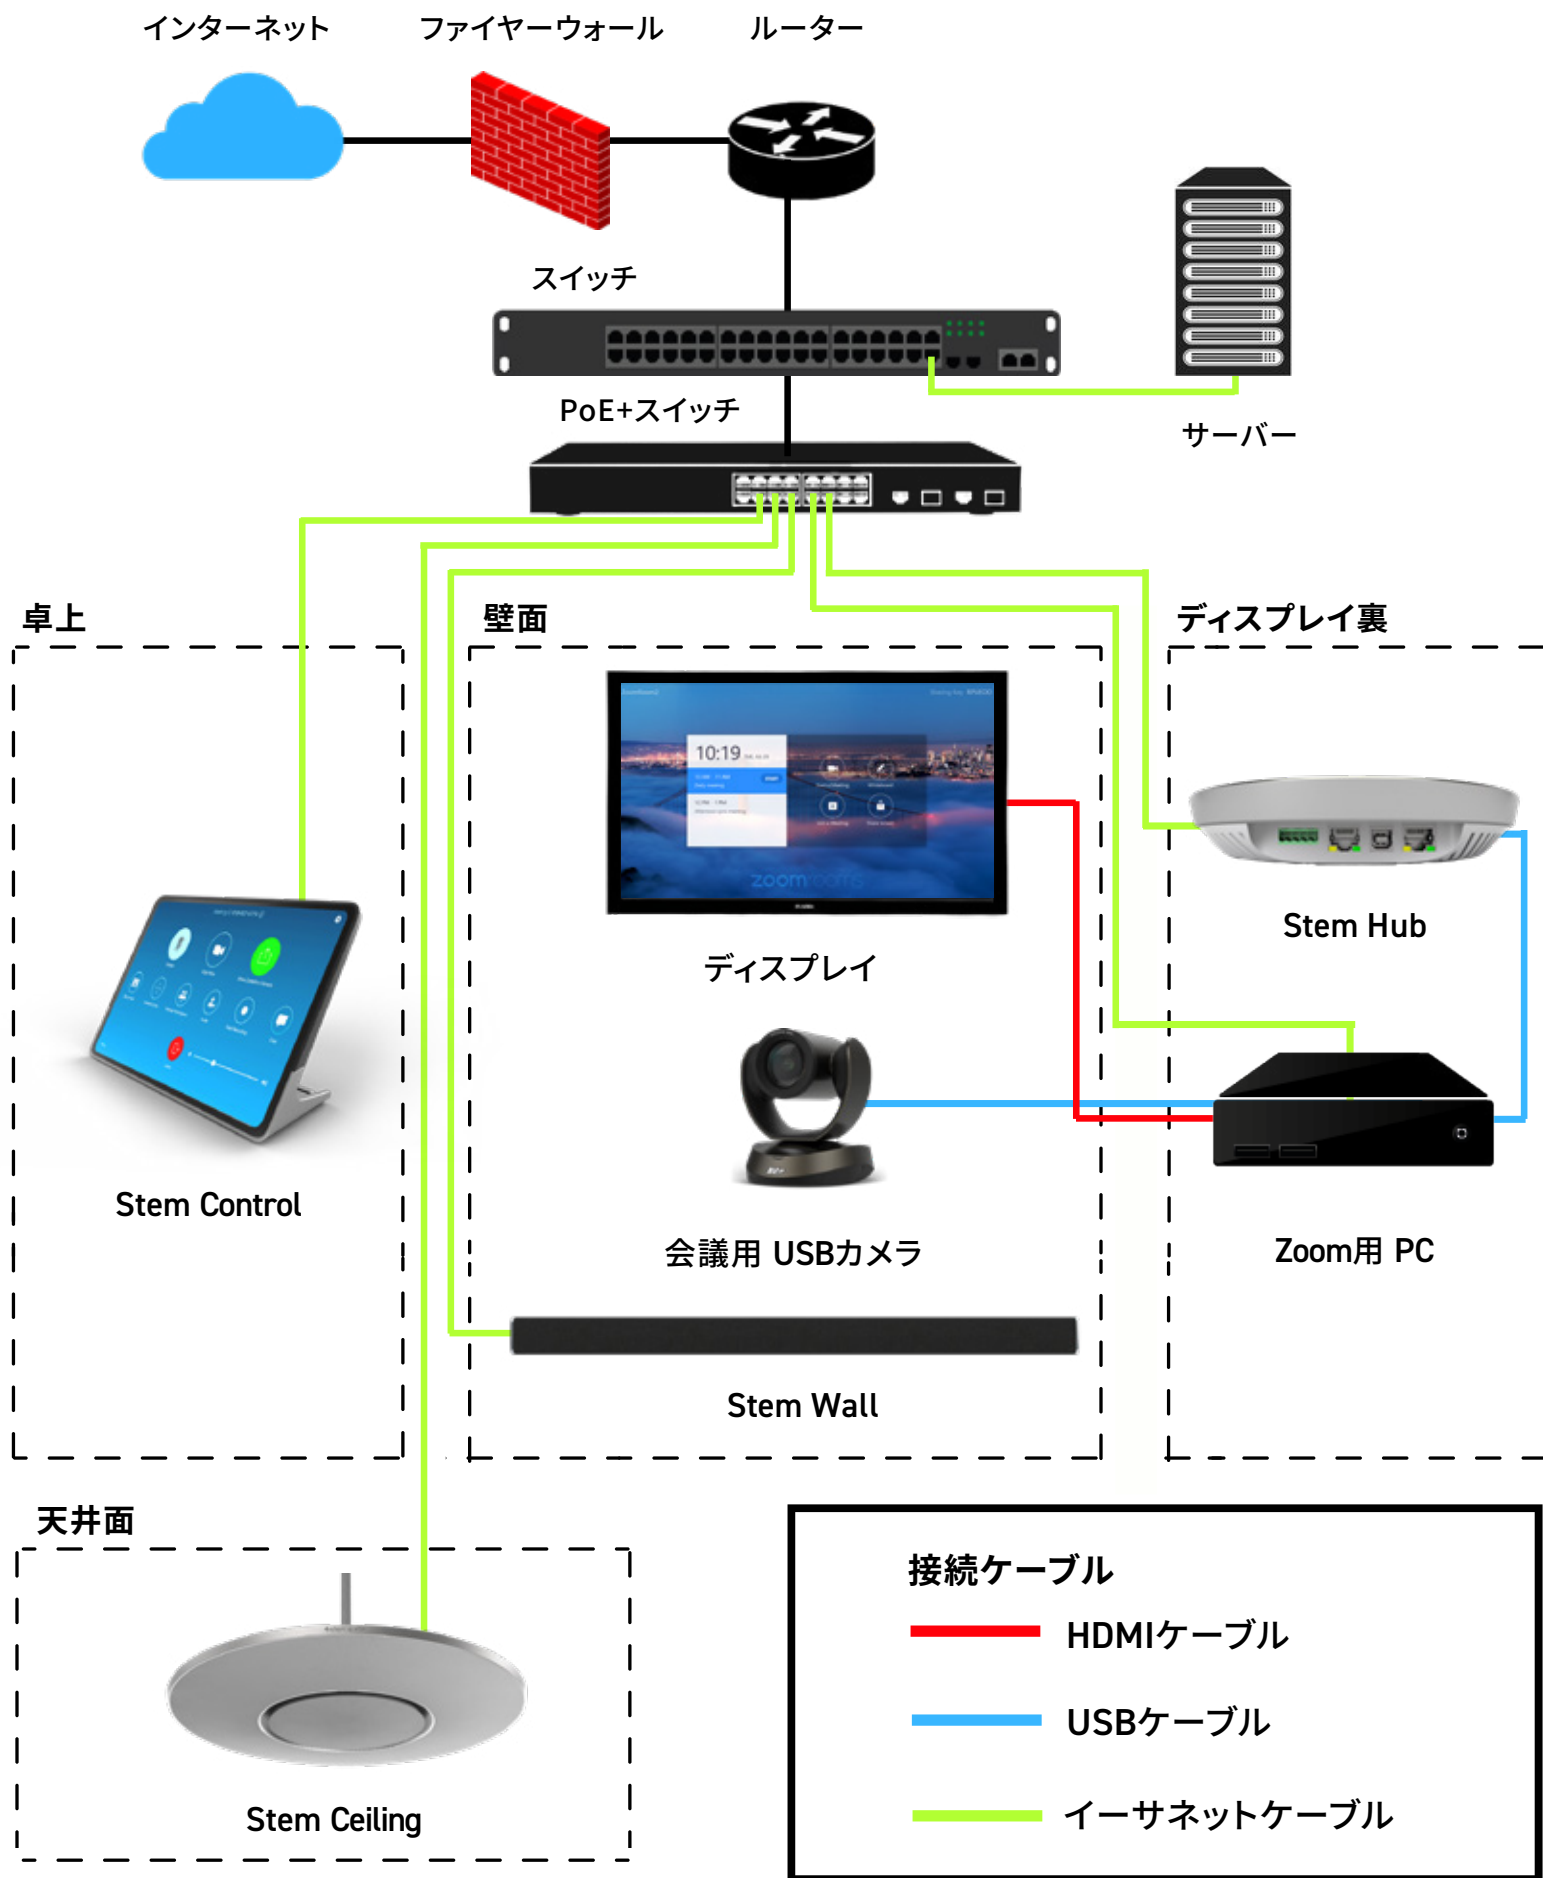 インターネット
ファイヤーウォール
ルーター
スイッチ
PoE+スイッチ
サーバー
卓上
壁面
ディスプレイ裏
10:19
zoomrooms
Stem Hub
ディスプレイ
Stem Control
会議用 USBカメラ
Zoom用 PC
Stem Wall
天井面
Stem Ceiling
接続ケーブル
HDMIケーブル
USBケーブル
イーサネットケーブル